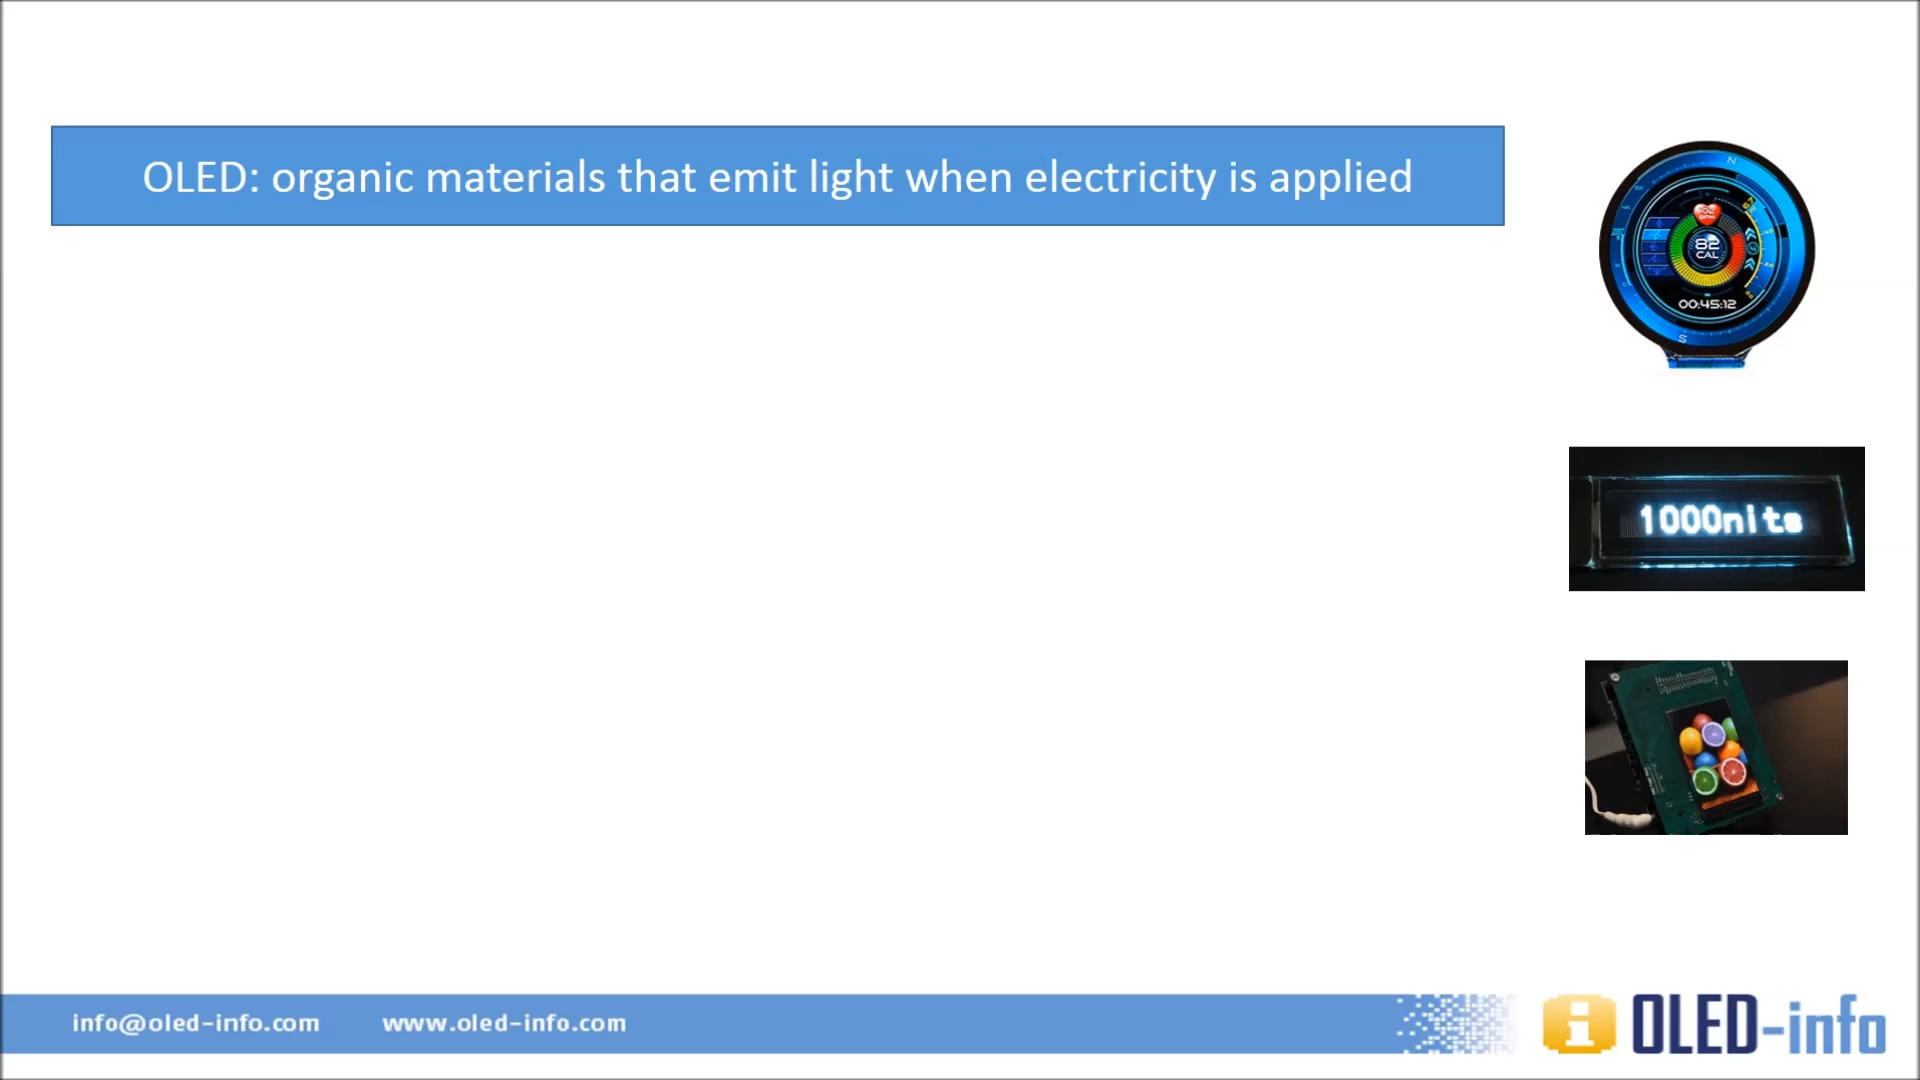 OLED: organic materials that emit light when electricity is applied
N
82
CAL
00:45:12
S
1000nits
info@oled-info.com www.oled-info.com
i OLED-info